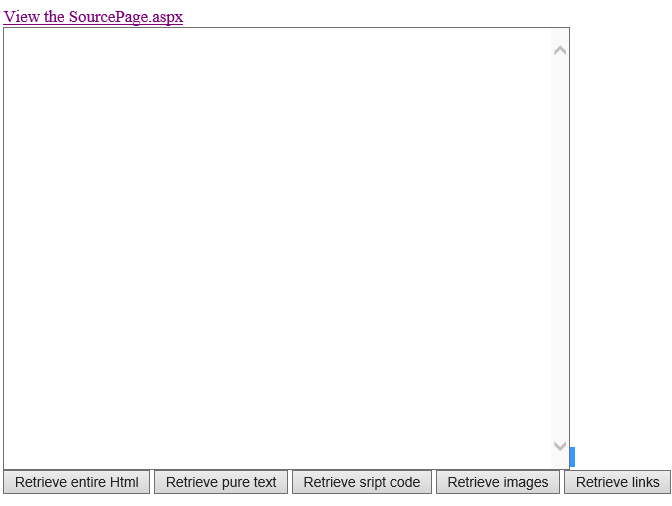 View the SourcePage.aspx
Retrieve entire Html Retrieve pure text Retrieve sript code Retrieve images Retrieve links